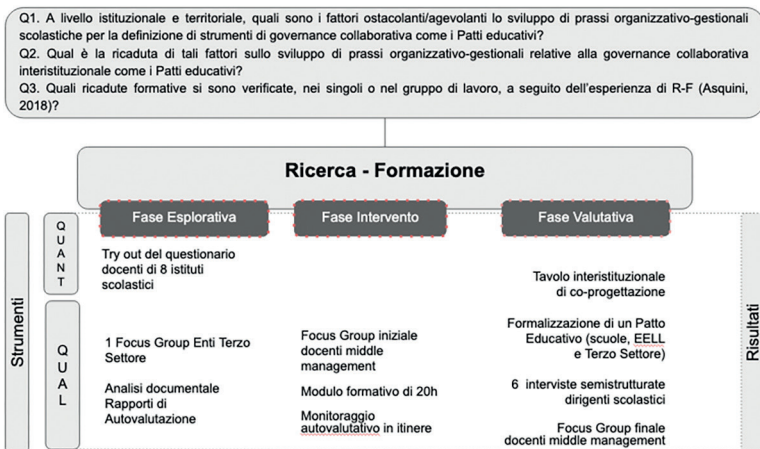 Q1. A livello istituzionale e territoriale, quali sono i fattori ostacolanti/agevolanti lo sviluppo di prassi organizzativo-gestionali
scolastiche per la definizione di strumenti di governance collaborativa come i Patti educativi?
Q2. Qual è la ricaduta di tali fattori sullo sviluppo di prassi organizzativo-gestionali relative alla governance collaborativa
interistituzionale come i Patti educativi?
Q3. Quali ricadute formative si sono verificate, nei singoli o nel gruppo di lavoro, a seguito dell'esperienza di R-F (Asquini,
2018)?
Ricerca - Formazione
Fase Esplorativa
Fase Intervento
Fase Valutativa
Strumenti
QUANT
QUAL
Try out del questionario
docenti di 8 istituti
scolastici
1 Focus Group Enti Terzo
Settore
Analisi documentale
Rapporti di
Autovalutazione
Focus Group iniziale
docenti middle
management
Modulo formativo di 20h
Monitoraggio
autovalutativo in itinere
Tavolo interistituzionale
di co-progettazione
Formalizzazione di un Patto
Educativo (scuole, EELL
e Terzo Settore)
6 interviste semistrutturate
dirigenti scolastici
Focus Group finale
docenti middle management
Risultati